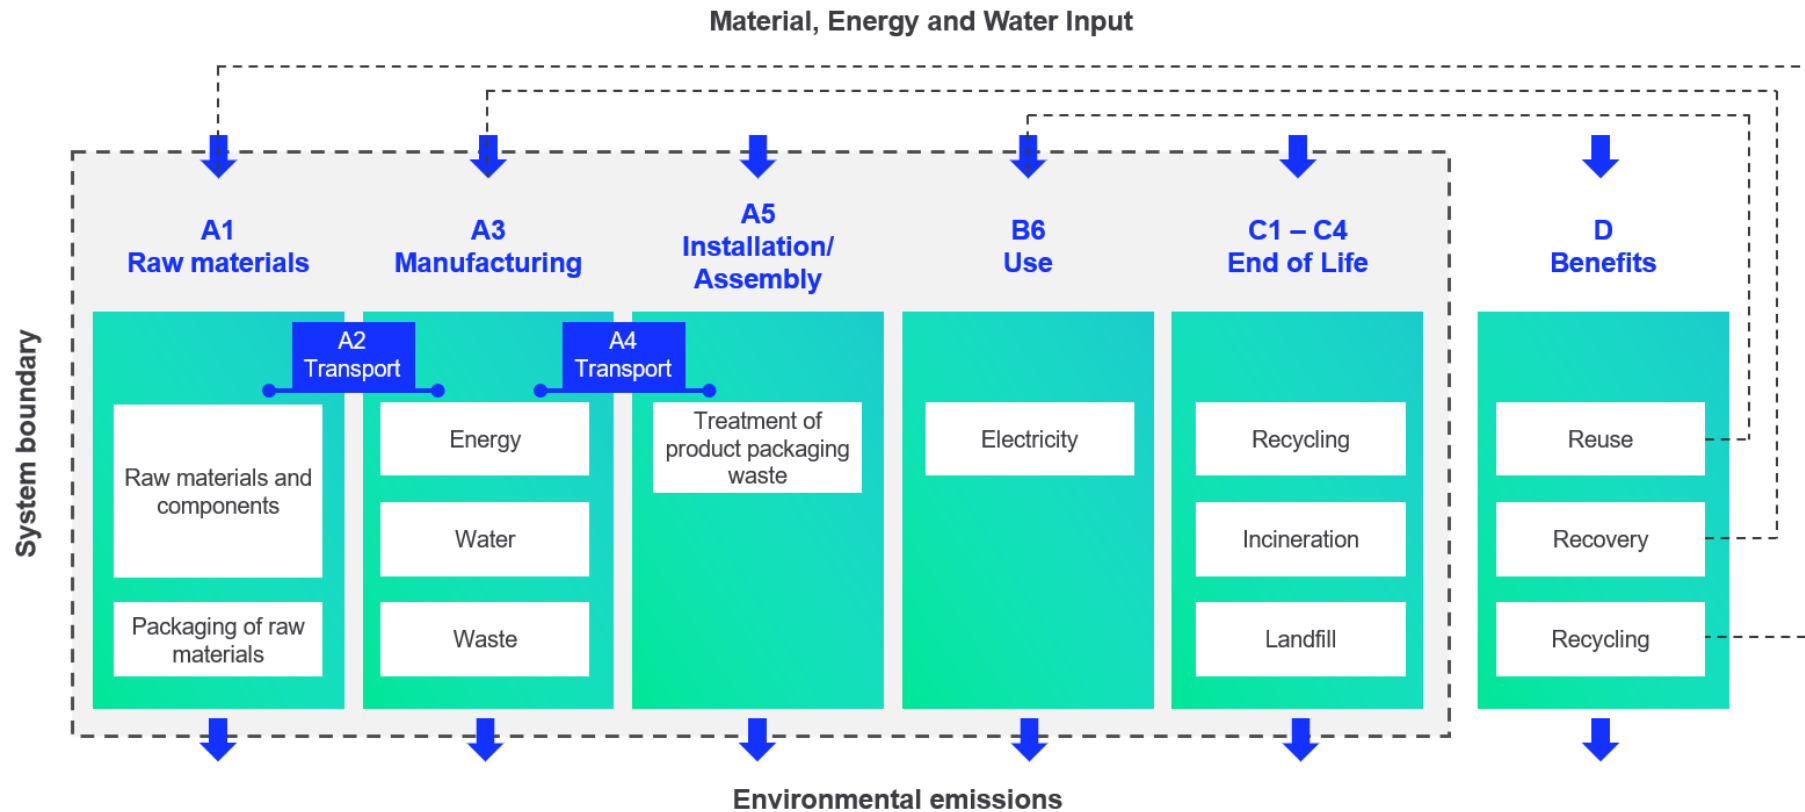 Material, Energy and Water Input
A1
Raw materials
A3
Manufacturing
A5
Installation/
Assembly
B6
Use
C1 – C4
End of Life
D
Benefits
System boundary
A2
Transport
A4
Transport
Raw materials and
components
Packaging of raw
materials
Energy
Water
Waste
Treatment of
product packaging
waste
Electricity
Recycling
Incineration
Landfill
Reuse
Recovery
Recycling
Environmental emissions